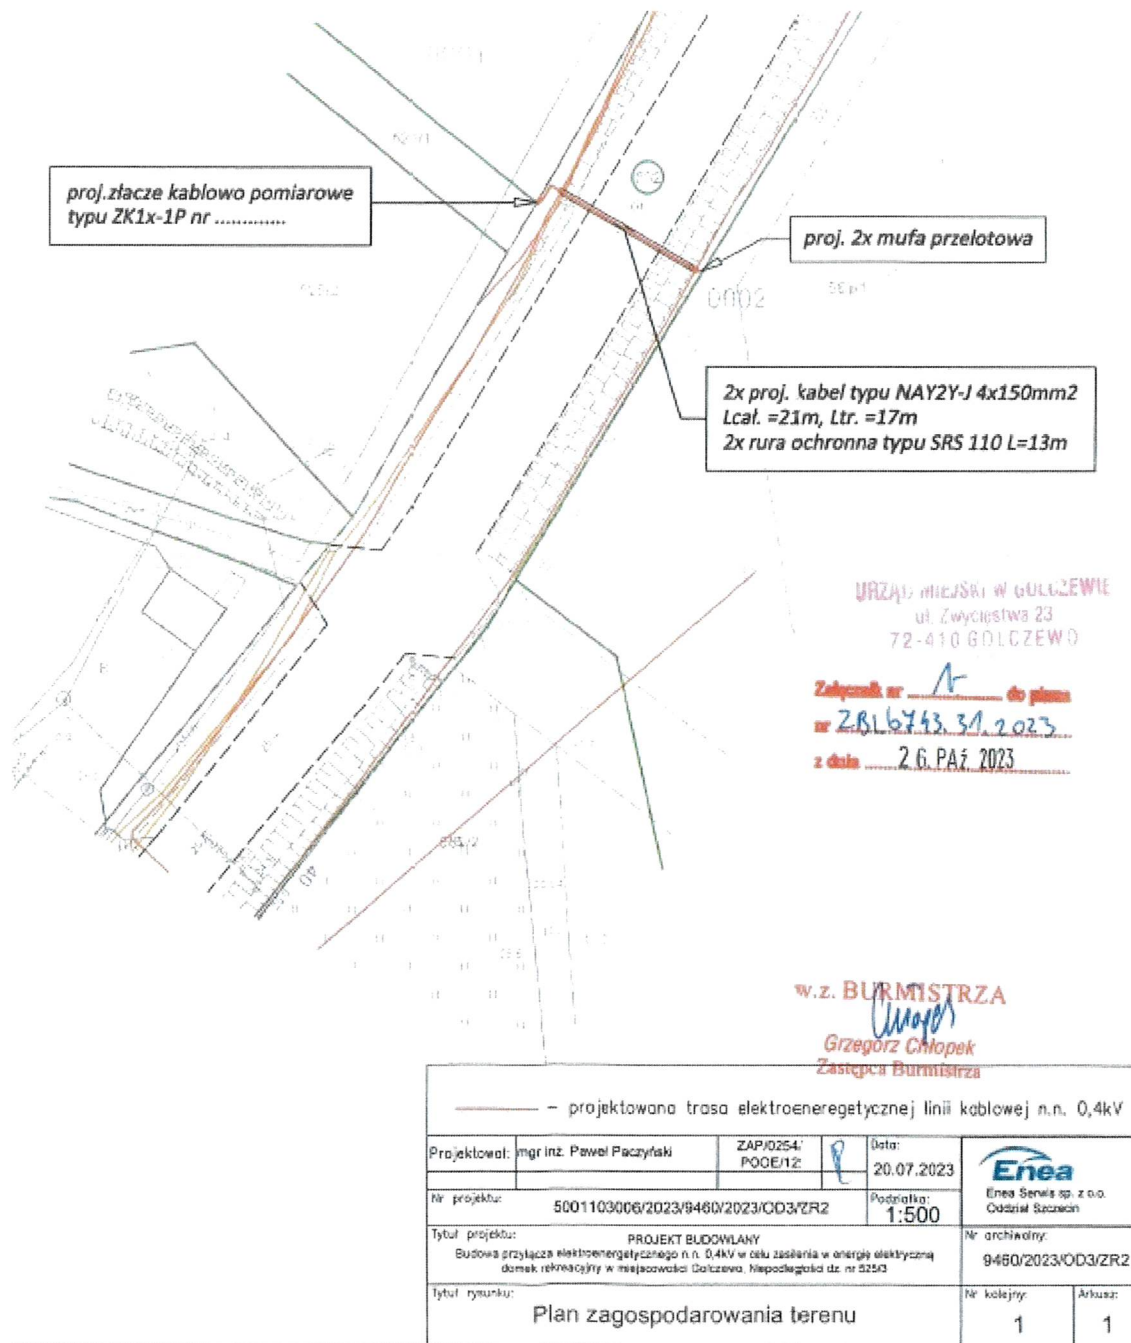 proj.złacze kablowo pomiarowe
typu ZK1x-1P nr .............
proj. 2x mufa przelotowa
0002
2x proj. kabel typu NAY2Y-J 4x150mm2
Lcał. =21m, Ltr. =17m
2x rura ochronna typu SRS 110 L=13m
URZĄD MIEJSKI W GOLCZEWIE
ul. Zwycięstwa 23
72-410 GOLCZEWO
Załącznik nr 1 do pisma
nr ZBL6743.31.2023
z dnia 26. PAŹ. 2023
40
w.z. BURMISTRZA
Grzegorz Chłopek
Zastępca Burmistrza
– projektowana trasa elektroeneregetycznej linii kablowej n.n. 0,4kV
Projektował: mgr inż. Paweł Paczyński ZAP/0254/ POOE/12 Data: 20.07.2023
Enea
Enea Serwis sp. z o.o.
Oddział Szczecin
Nr projektu: 5001103006/2023/9460/2023/OD3/ZR2 Podziałka: 1:500
Tytuł projektu: PROJEKT BUDOWLANY
Budowa przyłącza elektroenergetycznego n.n. 0,4kV w celu zasilenia w energię elektryczną
domek rekreacyjny w miejscowości Golczewo, Niepodległości dz. nr 525/3
Nr archiwalny:
9460/2023/OD3/ZR2
Tytuł rysunku:
Plan zagospodarowania terenu
Nr kolejny: 1
Arkusz: 1